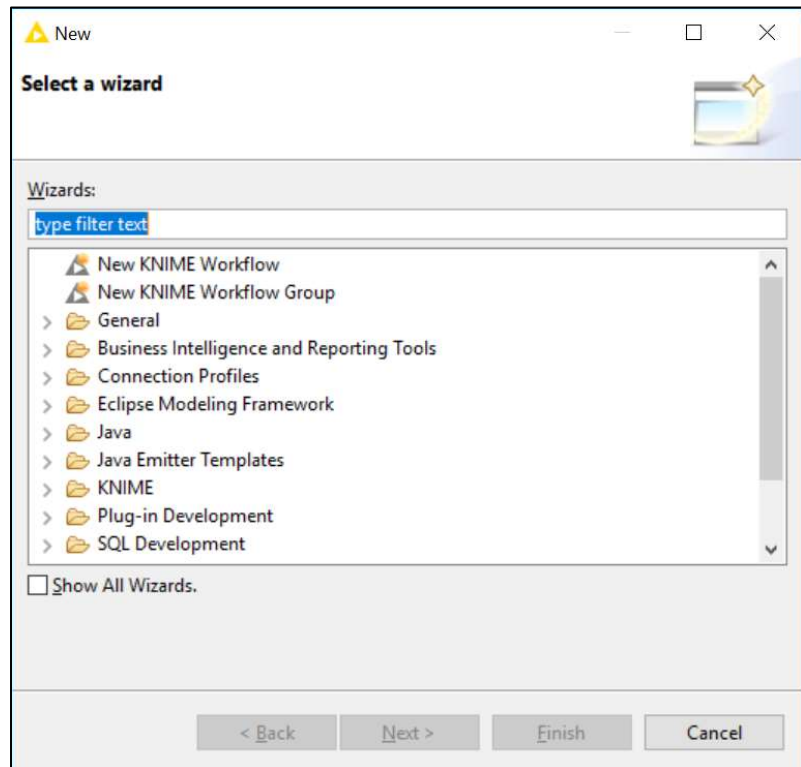 New
Select a wizard
Wizards:
type filter text
New KNIME Workflow
New KNIME Workflow Group
General
Business Intelligence and Reporting Tools
Connection Profiles
Eclipse Modeling Framework
Java
Java Emitter Templates
KNIME
Plug-in Development
SQL Development
Show All Wizards.
< Back Next > Finish Cancel